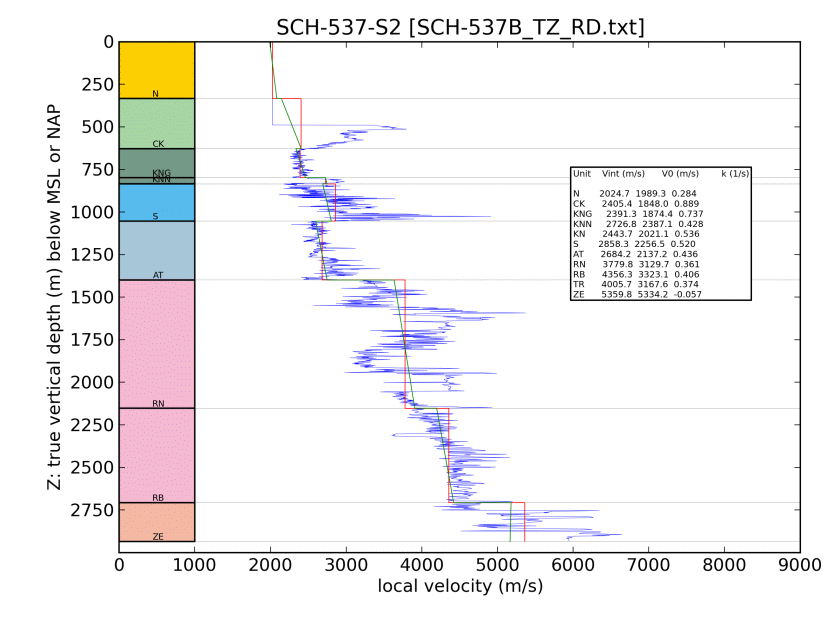 SCH-537-S2 [SCH-537B_TZ_RD.txt]
Z: true vertical depth (m) below MSL or NAP
0
250
500
750
1000
1250
1500
1750
2000
2250
2500
2750
N
CK
KNG
KNN
S
AT
RN
RB
ZE
Unit Vint (m/s) V0 (m/s) k (1/s)
N 2024.7 1989.3 0.284
CK 2405.4 1848.0 0.889
KNG 2391.3 1874.4 0.737
KNN 2726.8 2387.1 0.428
KN 2443.7 2021.1 0.536
S 2858.3 2256.5 0.520
AT 2684.2 2137.2 0.436
RN 3779.8 3129.7 0.361
RB 4356.3 3323.1 0.406
TR 4005.7 3167.6 0.374
ZE 5359.8 5334.2 -0.057
0 1000 2000 3000 4000 5000 6000 7000 8000 9000
local velocity (m/s)